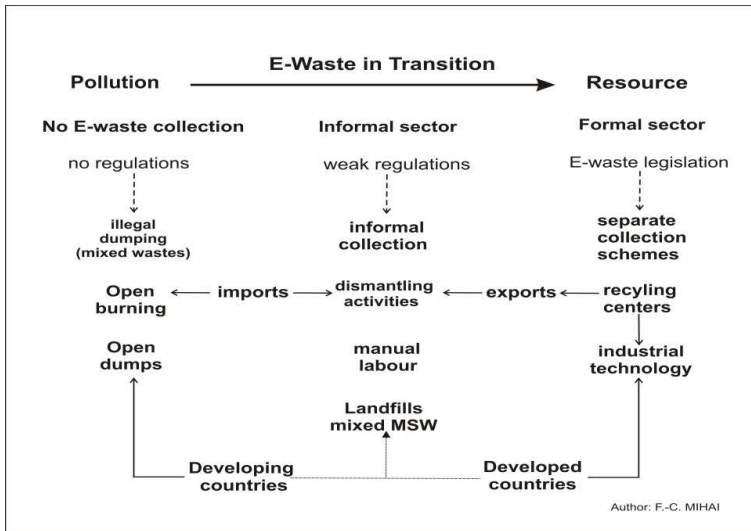 E-Waste in Transition
Pollution Resource
No E-waste collection Informal sector Formal sector
no regulations weak regulations E-waste legislation
illegal
dumping
(mixed wastes)
informal
collection
separate
collection
schemes
Open
burning
imports
dismantling
activities
exports
recyling
centers
Open
dumps
manual
labour
industrial
technology
Landfills
mixed MSW
Developing
countries
Developed
countries
Author: F.-C. MIHAI